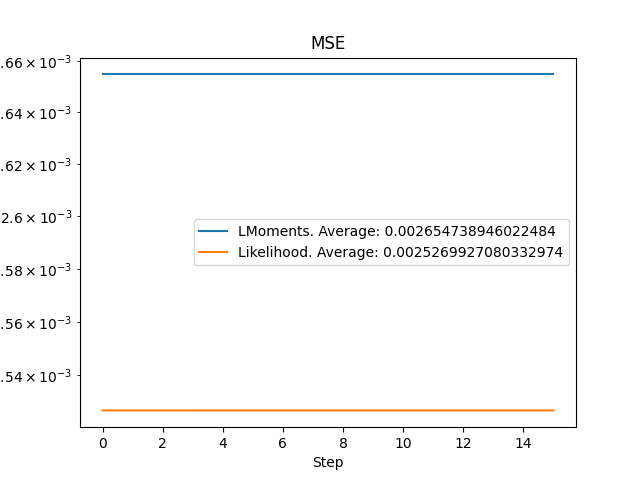 MSE
.66 × 10⁻³
.64 × 10⁻³
.62 × 10⁻³
2.6 × 10⁻³
.58 × 10⁻³
.56 × 10⁻³
.54 × 10⁻³
LMoments. Average: 0.002654738946022484
Likelihood. Average: 0.0025269927080332974
0 2 4 6 8 10 12 14
Step